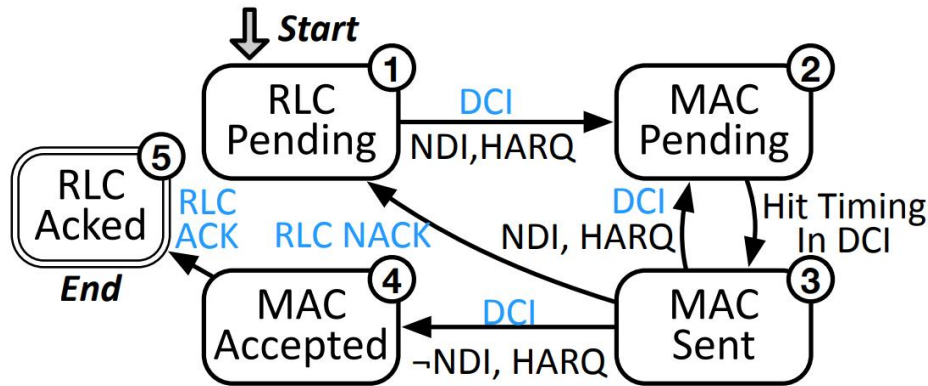 Start
1
RLC
Pending
DCI
NDI,HARQ
2
MAC
Pending
5
RLC
Acked
End
RLC
ACK
RLC NACK
DCI
NDI, HARQ
Hit Timing
In DCI
4
MAC
Accepted
DCI
¬NDI, HARQ
3
MAC
Sent